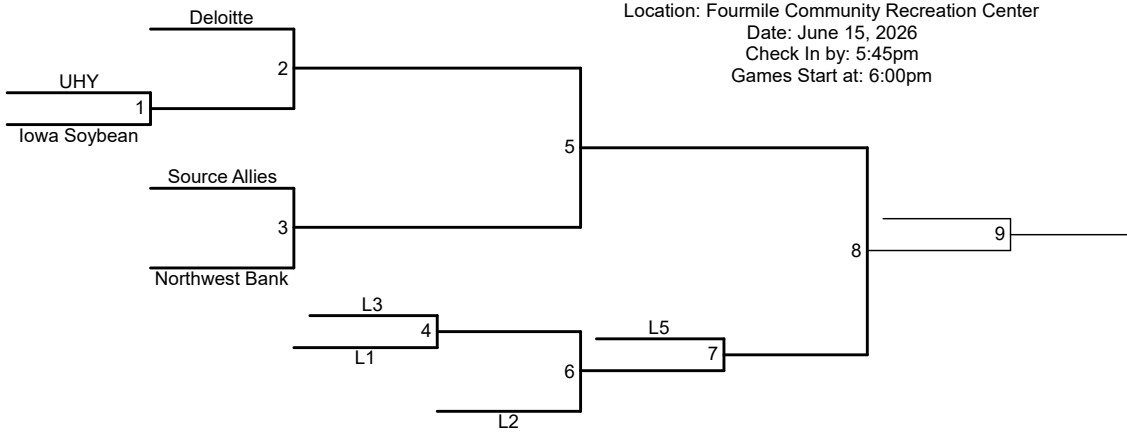 Location: Fourmile Community Recreation Center
Date: June 15, 2026
Check In by: 5:45pm
Games Start at: 6:00pm
Deloitte
2
UHY
1
Iowa Soybean
5
Source Allies
3
Northwest Bank
9
8
L3
4
L1
L5
7
6
L2